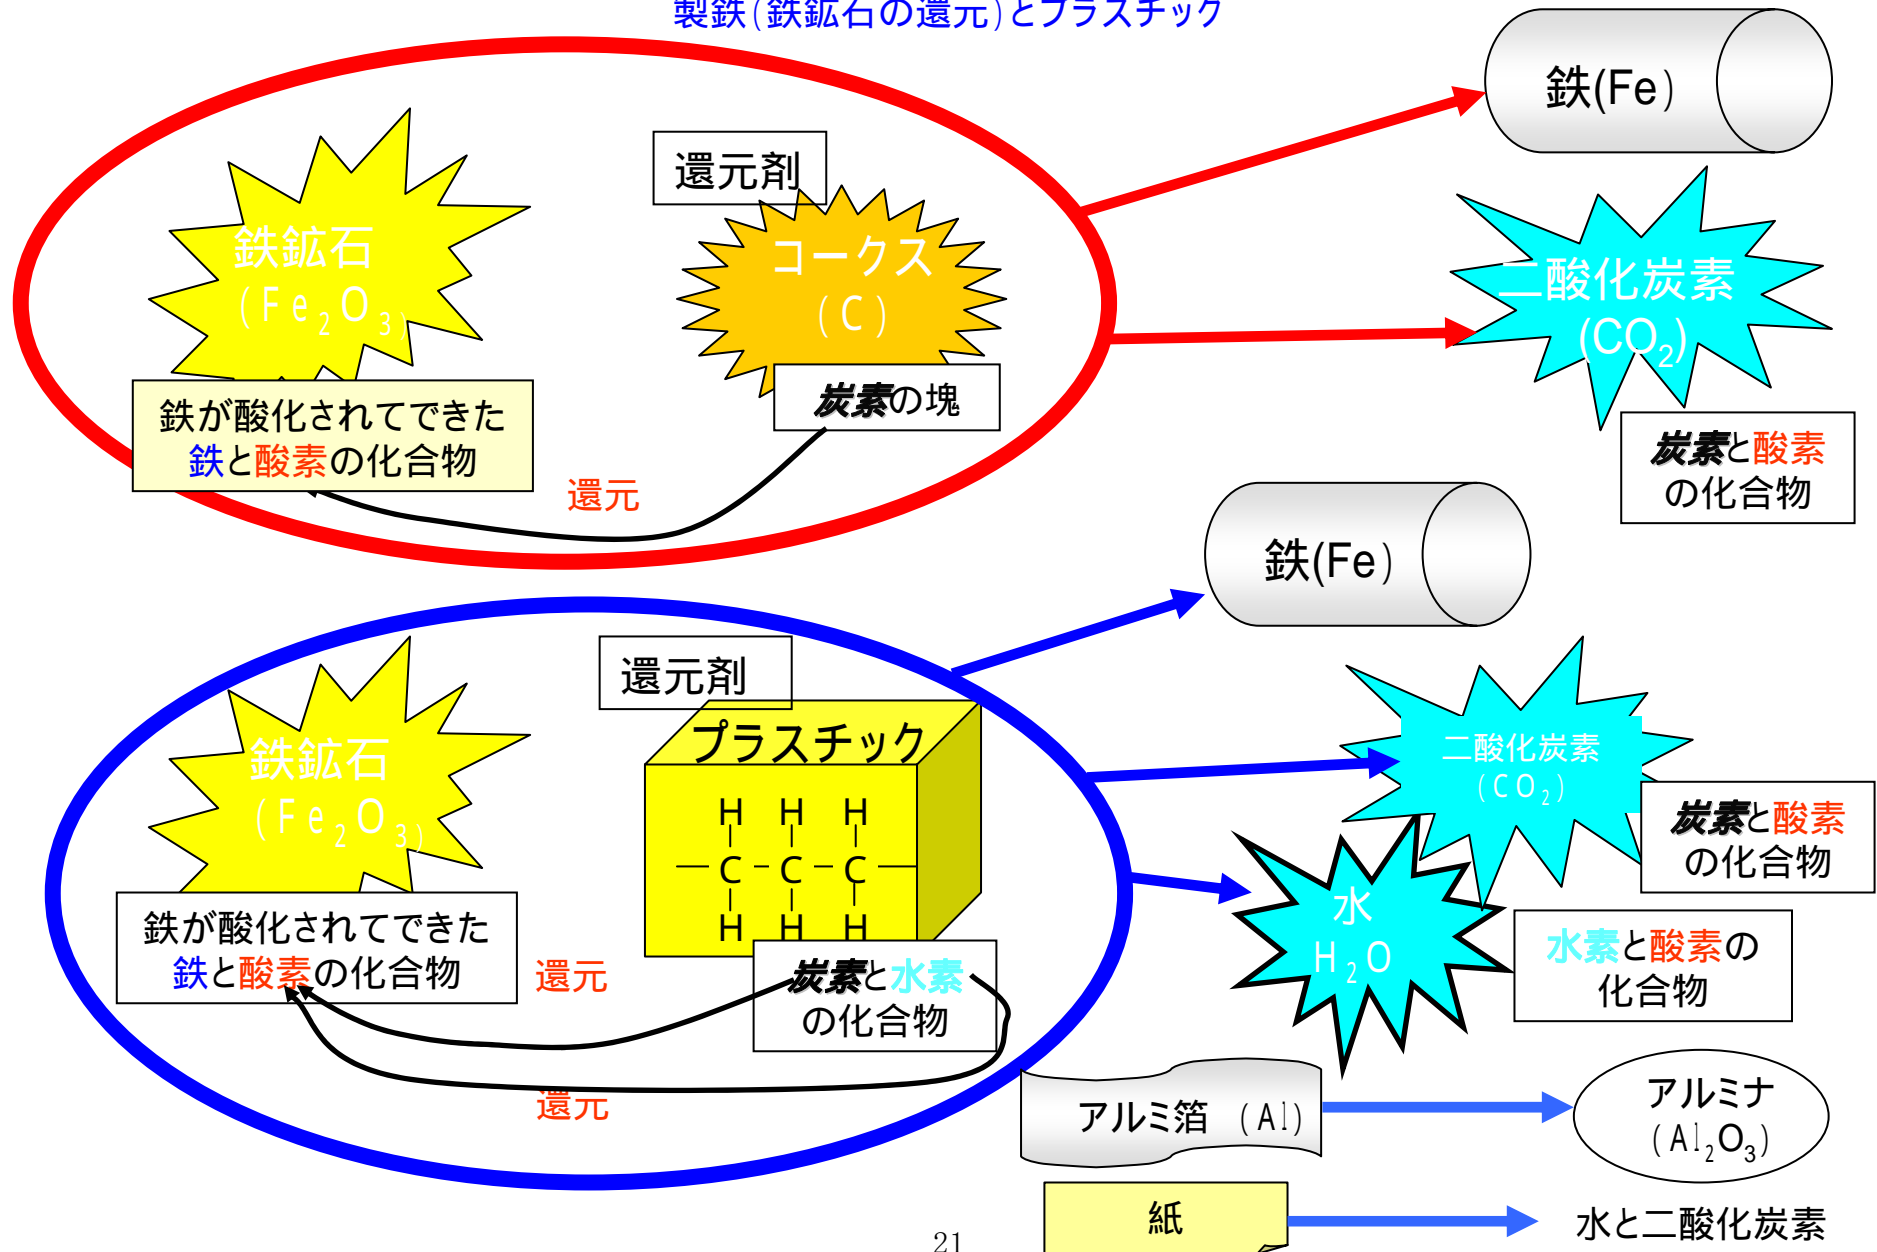 製鉄(鉄鉱石の還元)とプラスチック
鉄(Fe)
還元剤
鉄鉱石
(Fe₂O₃)
コークス
(C)
二酸化炭素
(CO₂)
炭素の塊
鉄が酸化されてできた
鉄と酸素の化合物
還元
炭素と酸素
の化合物
鉄(Fe)
還元剤
鉄鉱石
(Fe₂O₃)
プラスチック
H H H
C C C
H H H
二酸化炭素
(CO₂)
炭素と酸素
の化合物
鉄が酸化されてできた
鉄と酸素の化合物
還元
炭素と水素
の化合物
水
H₂O
水素と酸素の
化合物
還元
アルミ箔 (Al)
アルミナ
(Al₂O₃)
紙
水と二酸化炭素
21